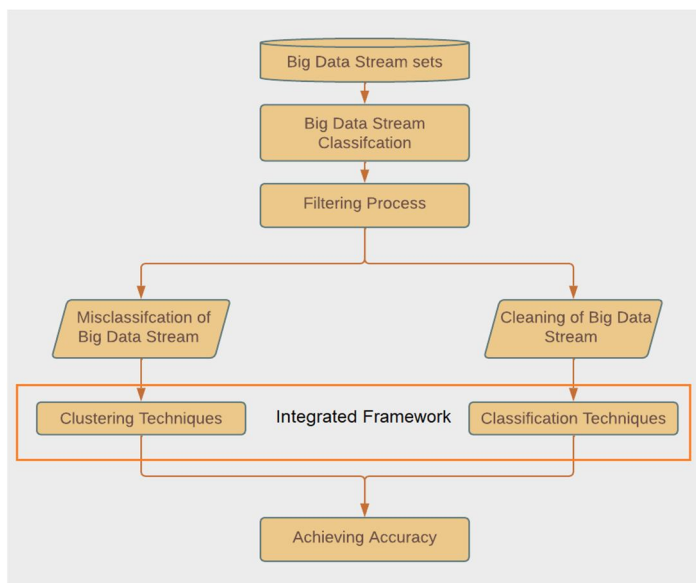 Big Data Stream sets
Big Data Stream
Classifcation
Filtering Process
Misclassifcation of
Big Data Stream
Cleaning of Big Data
Stream
Clustering Techniques
Integrated Framework
Classification Techniques
Achieving Accuracy